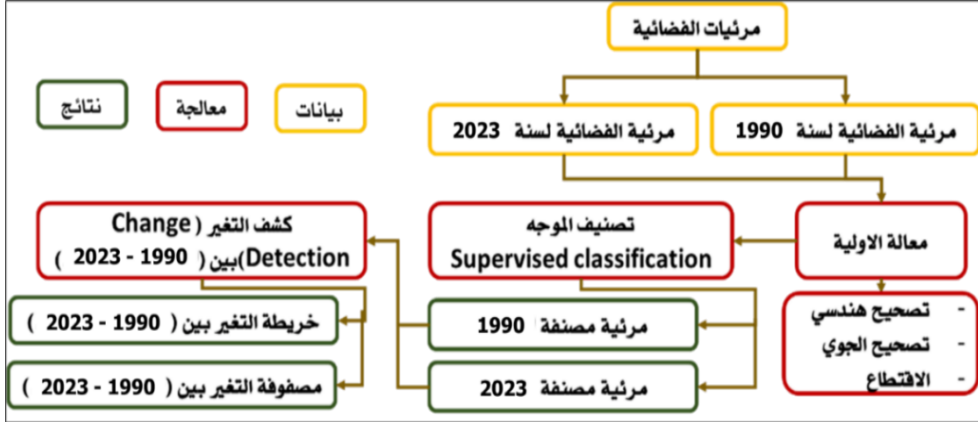 مرئيات الفضائية
نتائج
معالجة
بيانات
مرئية الفضائية لسنة 1990
مرئية الفضائية لسنة 2023
معالة الاولية
تصنيف الموجه
Supervised classification
كشف التغير ( Change
Detection)بين ( 1990 - 2023 )
- تصحيح هندسي
- تصحيح الجوي
- الاقتطاع
مرئية مصنفة 1990
مرئية مصنفة 2023
خريطة التغير بين ( 1990 - 2023 )
مصفوفة التغير بين ( 1990 - 2023 )